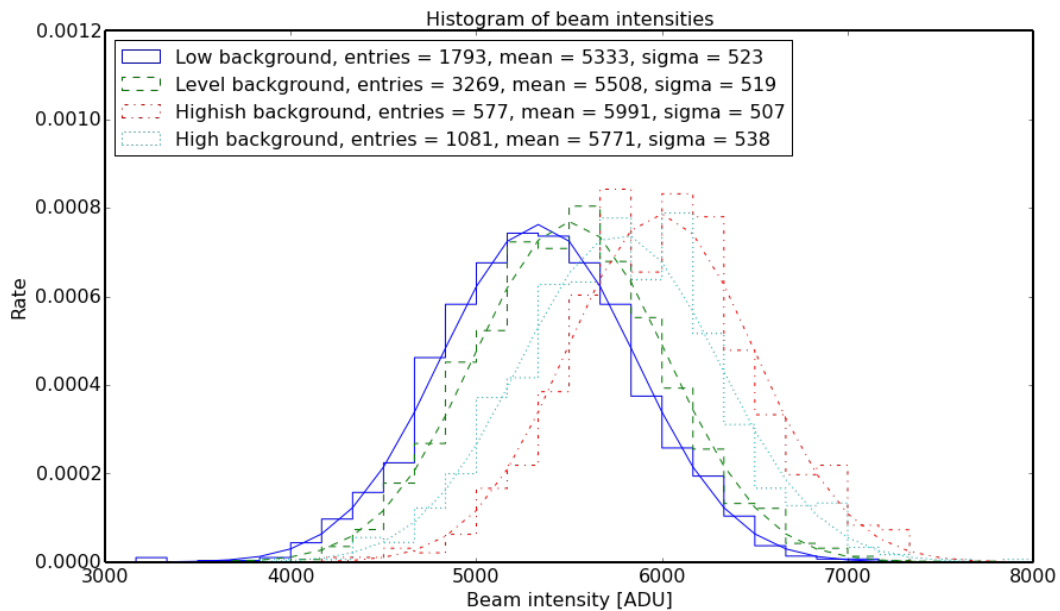 Histogram of beam intensities
0.0012
0.0010
0.0008
0.0006
0.0004
0.0002
0.0000
Rate
Low background, entries = 1793, mean = 5333, sigma = 523
Level background, entries = 3269, mean = 5508, sigma = 519
Highish background, entries = 577, mean = 5991, sigma = 507
High background, entries = 1081, mean = 5771, sigma = 538
3000 4000 5000 6000 7000 8000
Beam intensity [ADU]